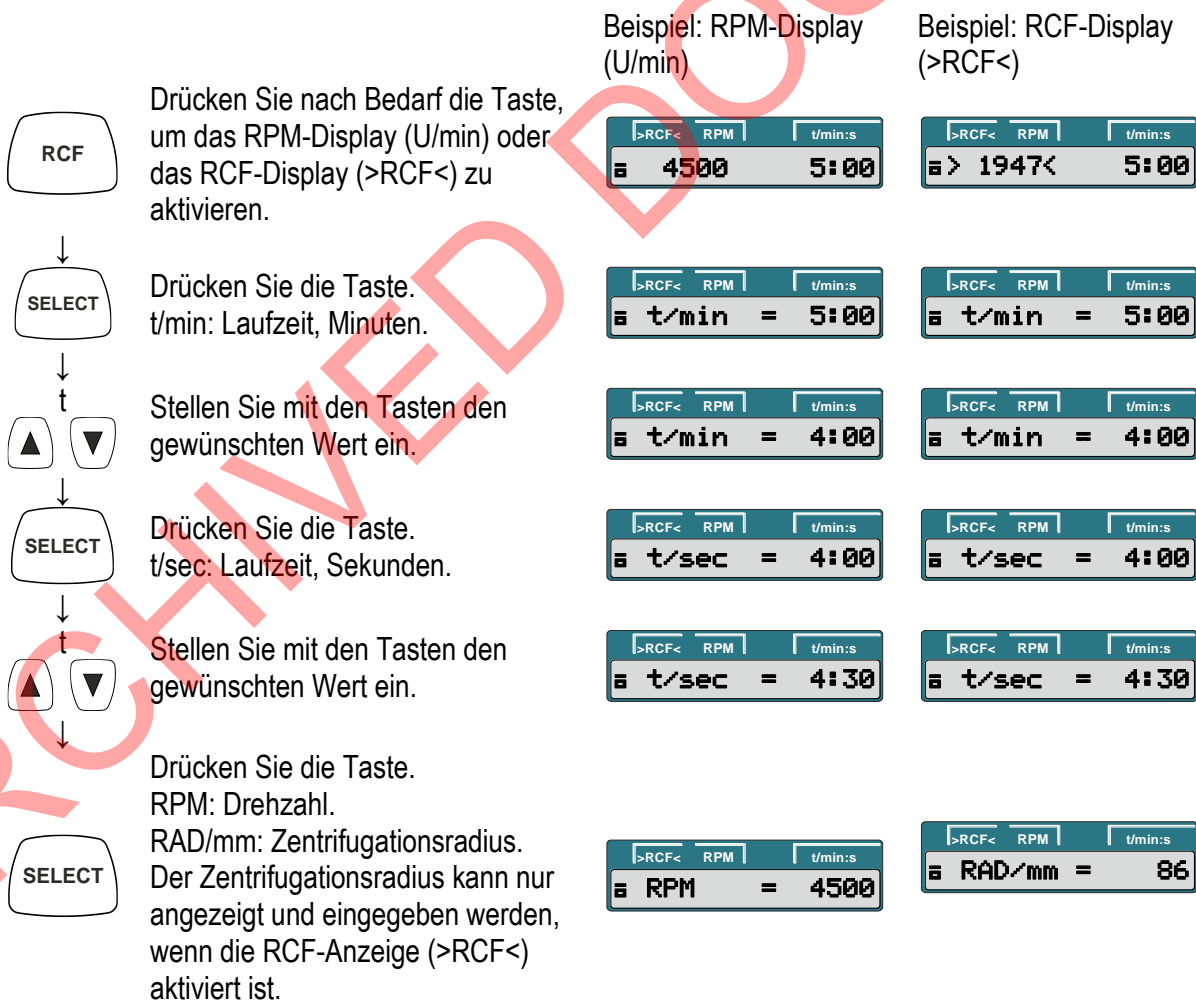 Beispiel: RPM-Display
(U/min)
Beispiel: RCF-Display
(>RCF<)
RCF
Drücken Sie nach Bedarf die Taste,
um das RPM-Display (U/min) oder
das RCF-Display (>RCF<) zu
aktivieren.
>RCF< RPM t/min:s
4500 5:00
>RCF< RPM t/min:s
> 1947< 5:00
↓
SELECT
Drücken Sie die Taste.
t/min: Laufzeit, Minuten.
>RCF< RPM t/min:s
t/min = 5:00
>RCF< RPM t/min:s
t/min = 5:00
↓
t
▲ ▼
Stellen Sie mit den Tasten den
gewünschten Wert ein.
>RCF< RPM t/min:s
t/min = 4:00
>RCF< RPM t/min:s
t/min = 4:00
↓
SELECT
Drücken Sie die Taste.
t/sec: Laufzeit, Sekunden.
>RCF< RPM t/min:s
t/sec = 4:00
>RCF< RPM t/min:s
t/sec = 4:00
↓
t
▲ ▼
Stellen Sie mit den Tasten den
gewünschten Wert ein.
>RCF< RPM t/min:s
t/sec = 4:30
>RCF< RPM t/min:s
t/sec = 4:30
↓
SELECT
Drücken Sie die Taste.
RPM: Drehzahl.
RAD/mm: Zentrifugationsradius.
Der Zentrifugationsradius kann nur
angezeigt und eingegeben werden,
wenn die RCF-Anzeige (>RCF<)
aktiviert ist.
>RCF< RPM t/min:s
RPM = 4500
>RCF< RPM t/min:s
RAD/mm = 86
RCHIVED DO